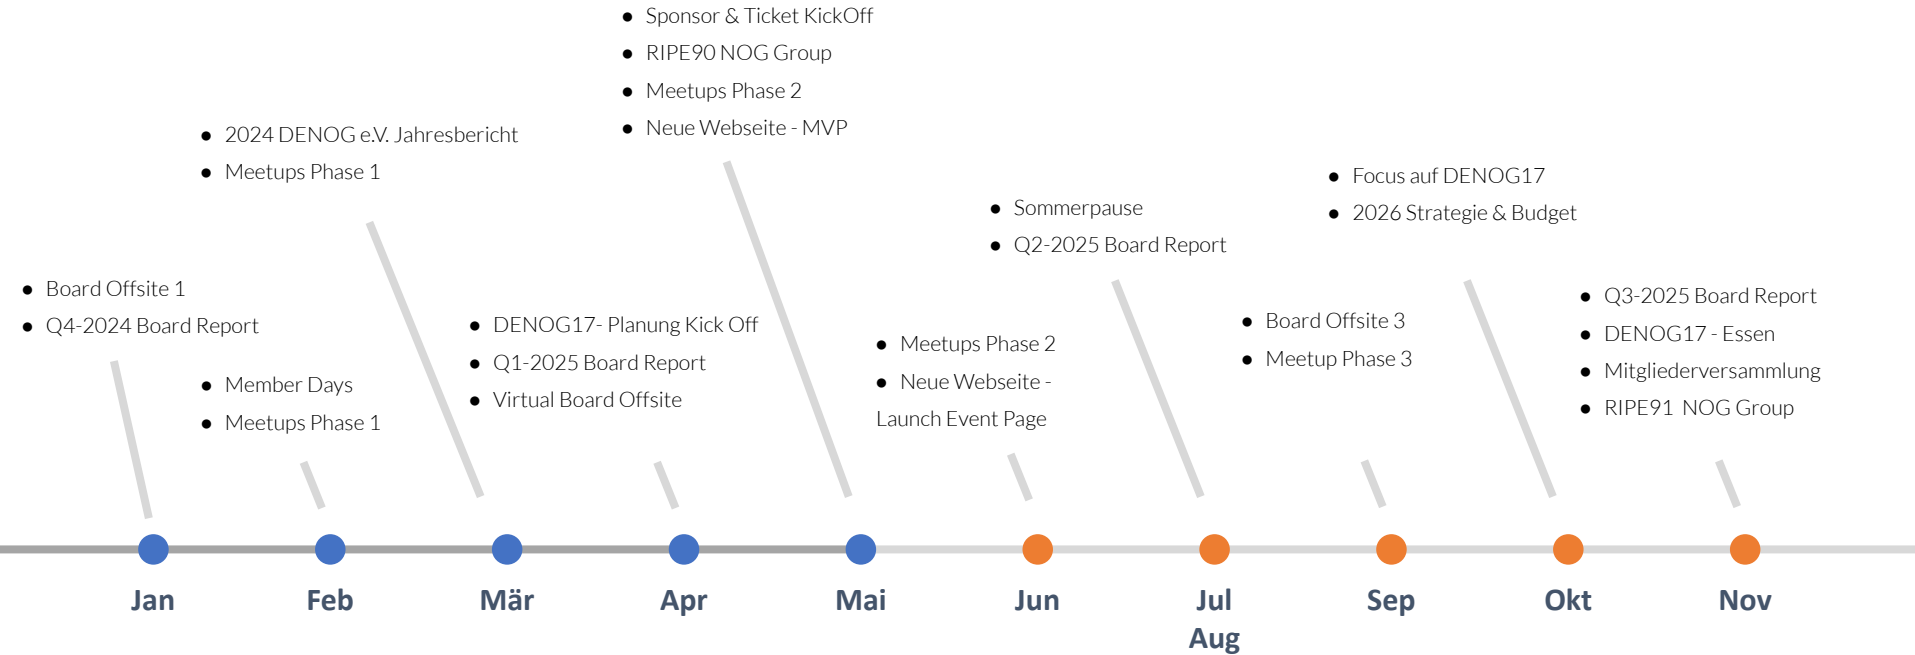 ● Sponsor & Ticket KickOff
● RIPE90 NOG Group
● Meetups Phase 2
● Neue Webseite - MVP
● 2024 DENOG e.V. Jahresbericht
● Meetups Phase 1
● Focus auf DENOG17
● 2026 Strategie & Budget
● Sommerpause
● Q2-2025 Board Report
● Board Offsite 1
● Q4-2024 Board Report
● Q3-2025 Board Report
● DENOG17 - Essen
● Mitgliederversammlung
● RIPE91 NOG Group
● DENOG17- Planung Kick Off
● Q1-2025 Board Report
● Virtual Board Offsite
● Board Offsite 3
● Meetup Phase 3
● Meetups Phase 2
● Neue Webseite -
Launch Event Page
● Member Days
● Meetups Phase 1
Jan
Feb
Mär
Apr
Mai
Jun
Jul
Aug
Sep
Okt
Nov